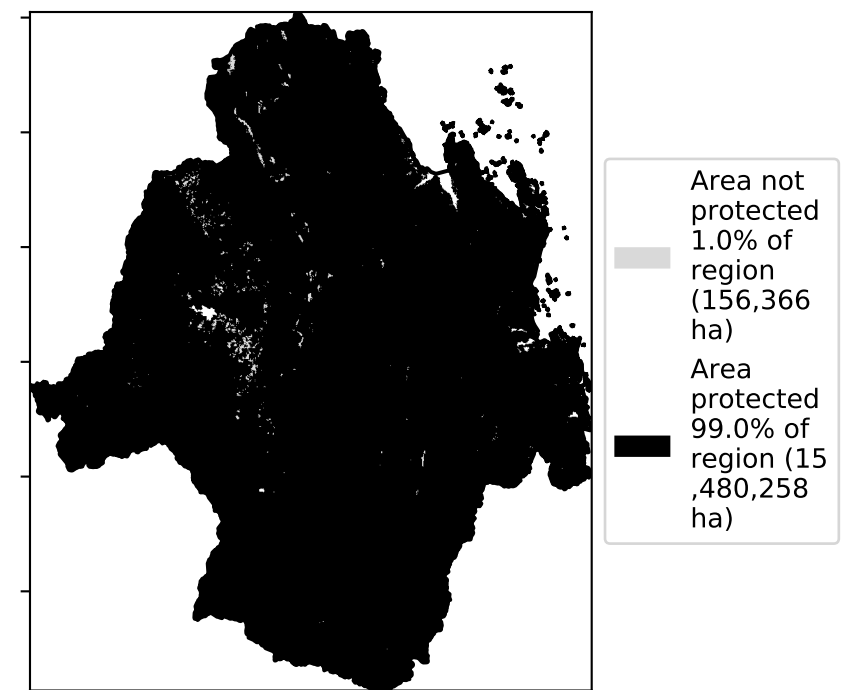 Area not
protected
1.0% of
region
(156,366
ha)
Area
protected
99.0% of
region (15
,480,258
ha)